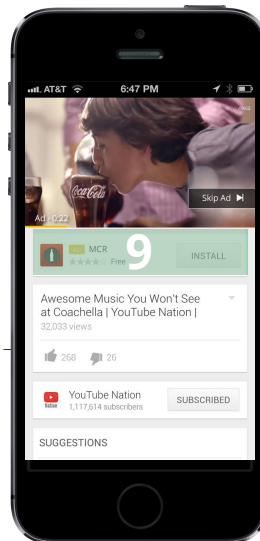 AT&T 6:47 PM
Coca-Cola
Skip Ad
Ad · 0:22
9
MCR
Free
INSTALL
Awesome Music You Won't See
at Coachella | YouTube Nation |
32,033 views
268 26
YouTube Nation
1,117,614 subscribers
Nation
SUBSCRIBED
SUGGESTIONS